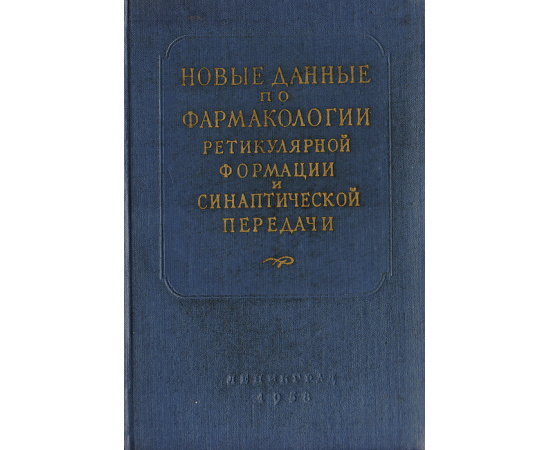 НОВЫЕ ДАННЫЕ
ПО
ФАРМАКОЛОГИИ
РЕТИКУЛЯРНОЙ
ФОРМАЦИИ
И
СИНАПТИЧЕСКОЙ
ПЕРЕДАЧИ
ЛЕНИНГРАД
1958